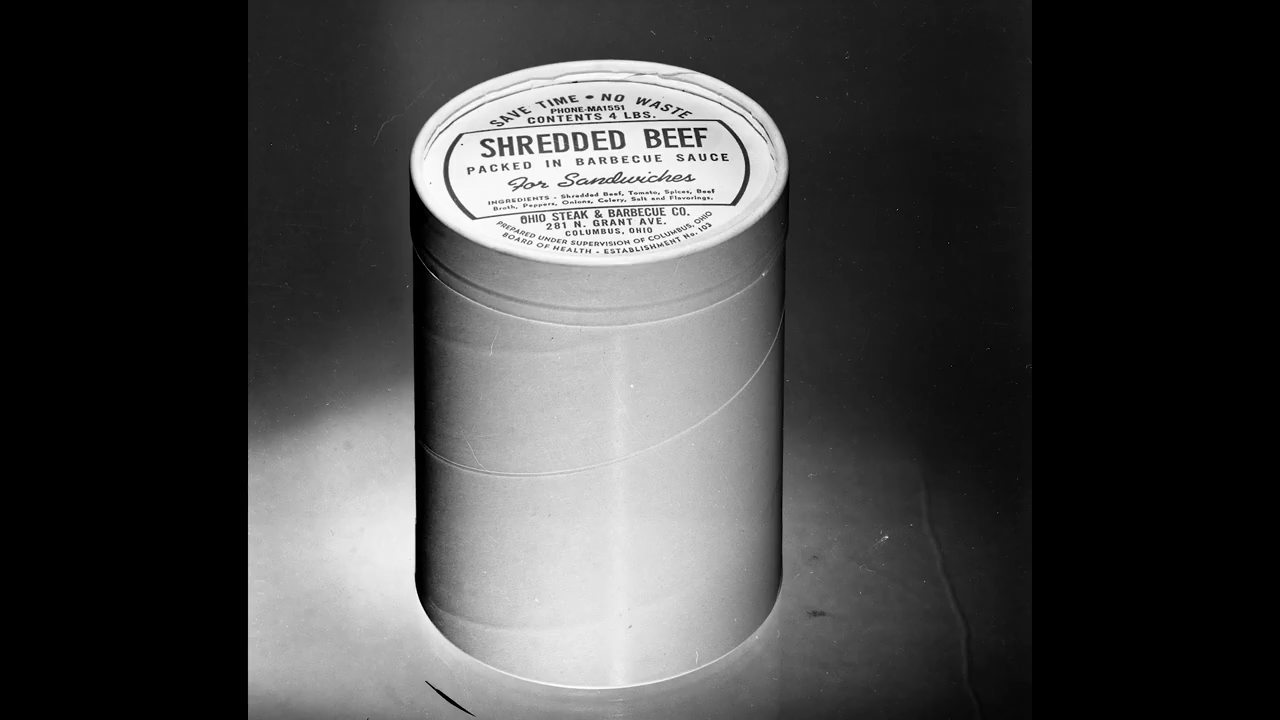 SAVE TIME • NO WASTE
PHONE-MA1551
CONTENTS 4 LBS.
SHREDDED BEEF
PACKED IN BARBECUE SAUCE
For Sandwiches
INGREDIENTS - Shredded Beef, Tomato, Spices, Beef
Broth, Peppers, Onions, Celery, Salt and Flavorings.
OHIO STEAK & BARBECUE CO.
281 N. GRANT AVE.
COLUMBUS, OHIO
PREPARED UNDER SUPERVISION OF COLUMBUS, OHIO
BOARD OF HEALTH - ESTABLISHMENT No. 103